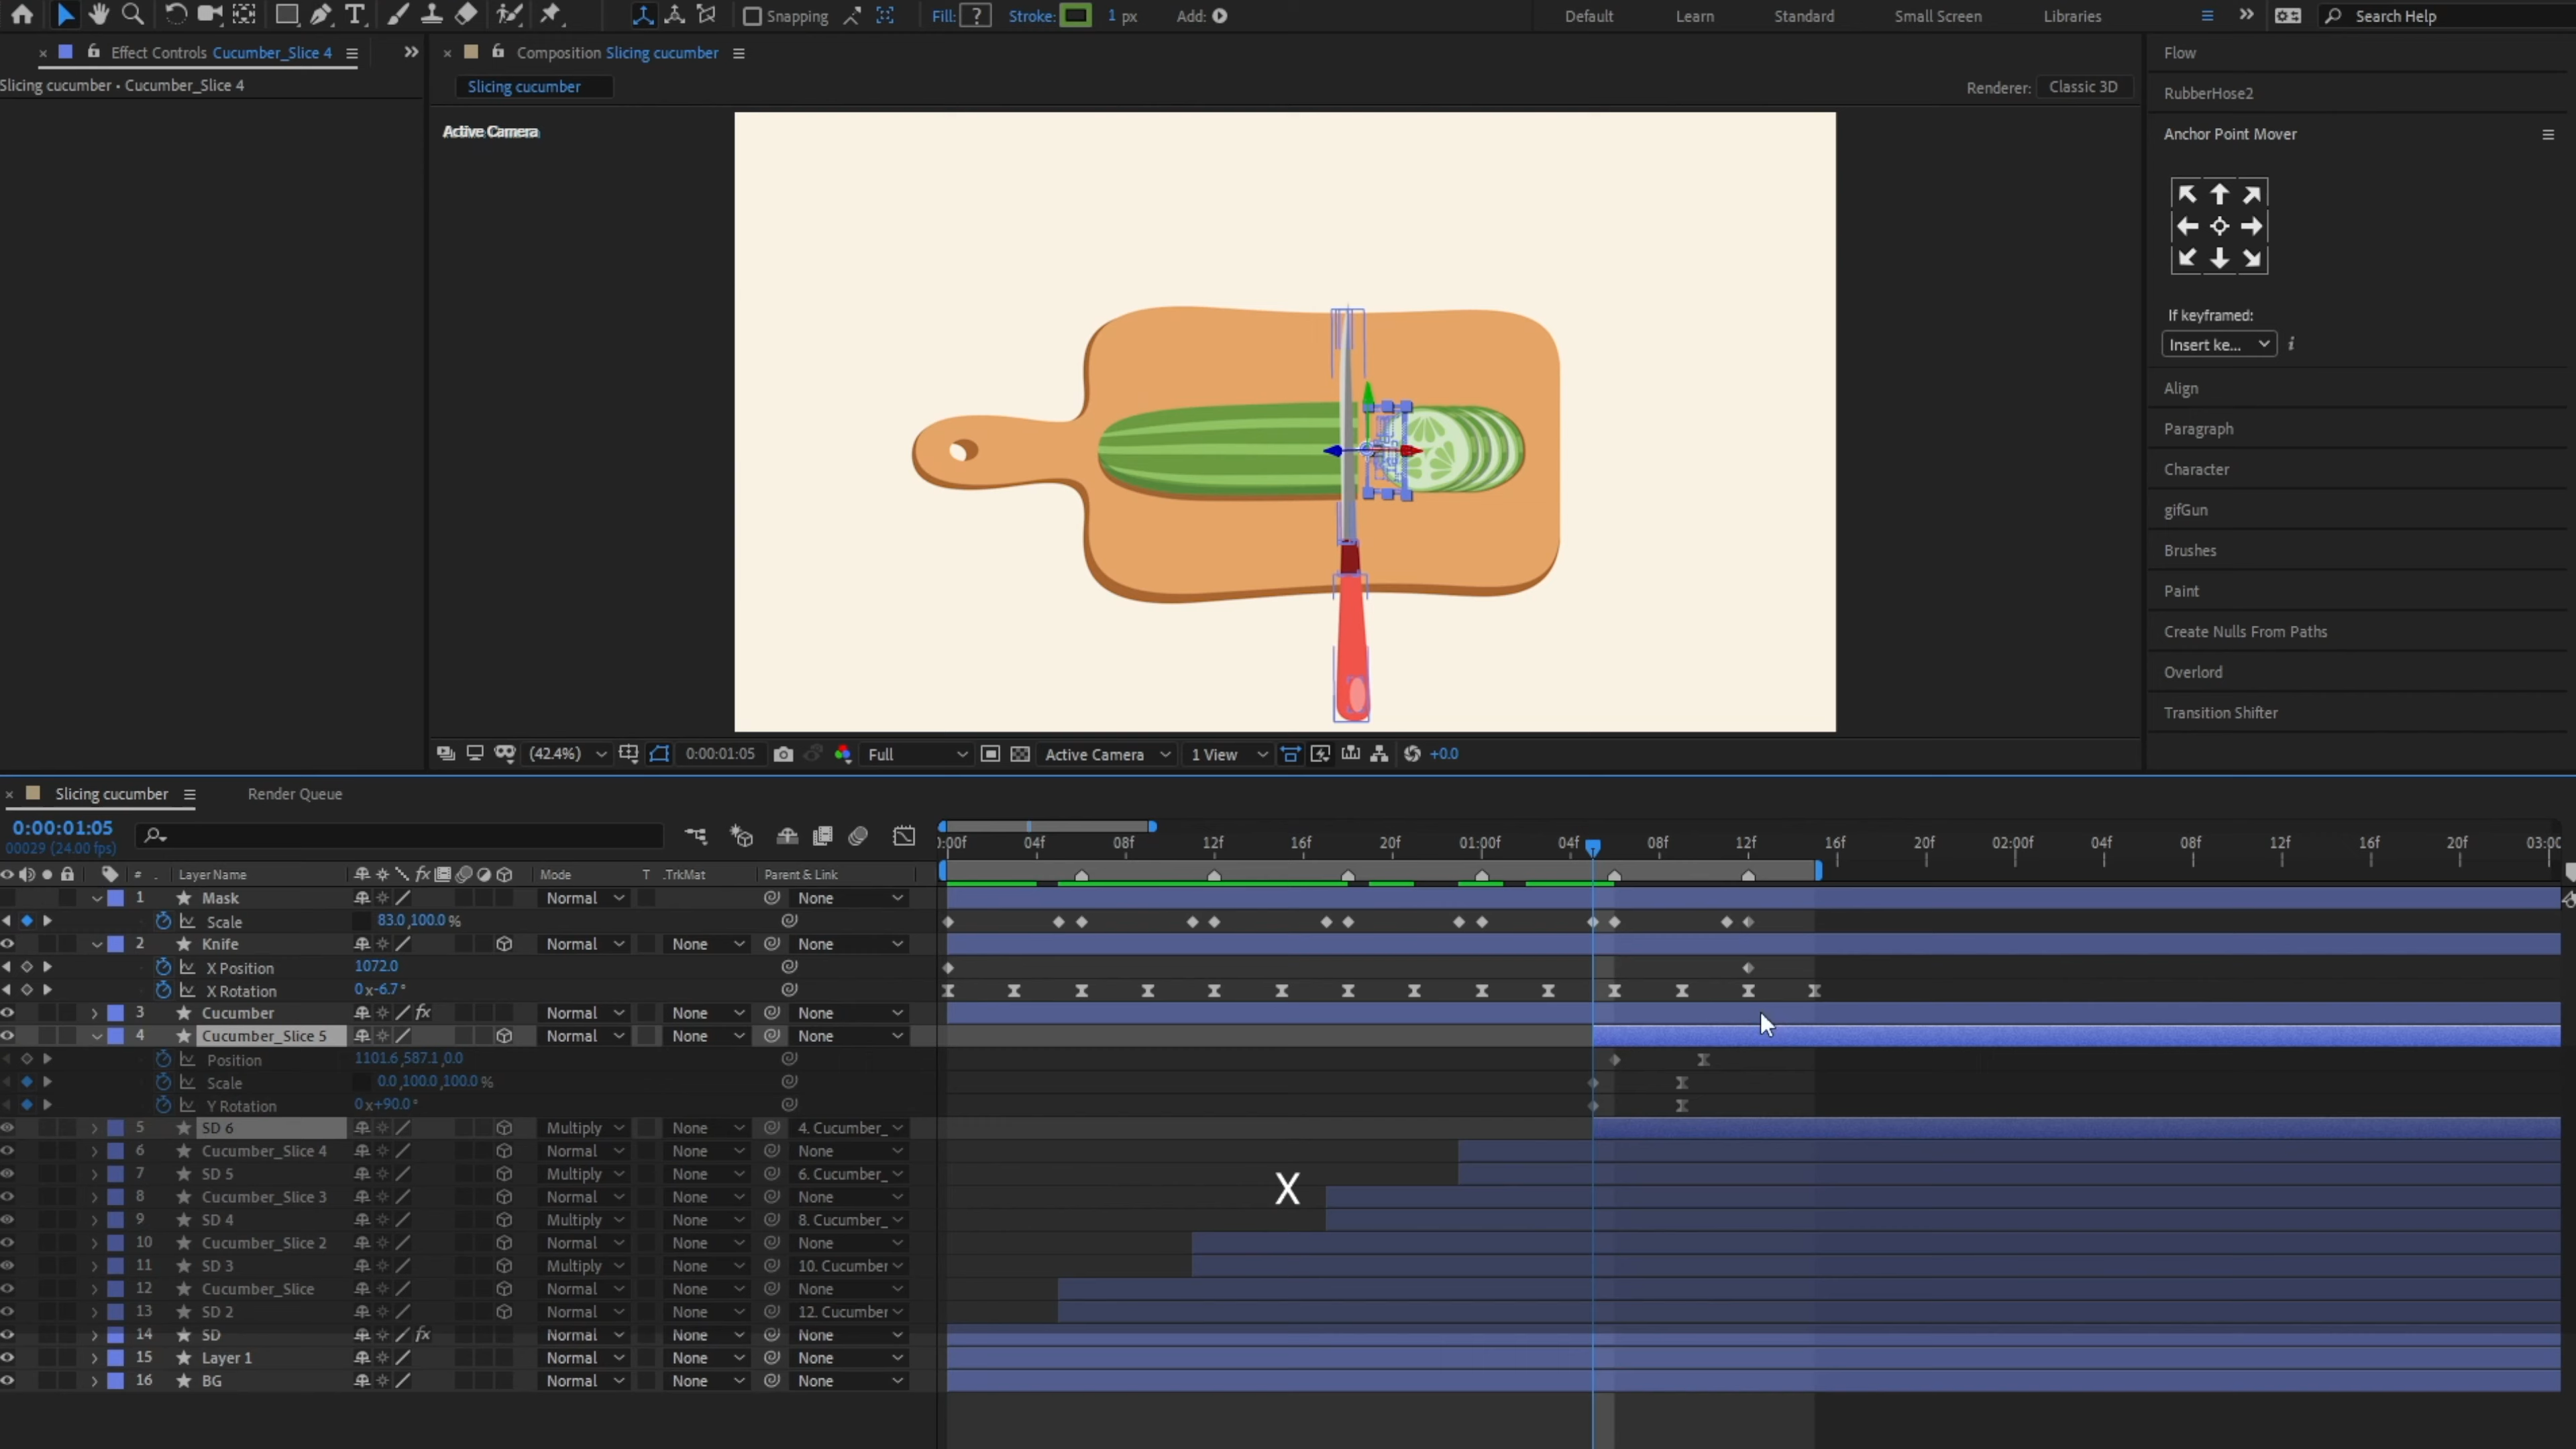 Snapping Fill: ? Stroke: 1 px Add: Default Learn Standard Small Screen Libraries Search Help
Effect Controls Cucumber_Slice 4
Composition Slicing cucumber
Flow
Slicing cucumber • Cucumber_Slice 4
Slicing cucumber
Renderer: Classic 3D
RubberHose2
Active Camera
Anchor Point Mover
If keyframed:
Insert ke...
Align
Paragraph
Character
gifGun
Brushes
Paint
Create Nulls From Paths
Overlord
Transition Shifter
(42.4%) 0:00:01:05 Full Active Camera 1 View +0.0
Slicing cucumber Render Queue
0:00:01:05
00029 (24.00 fps)
:00f 04f 08f 12f 16f 20f 01:00f 04f 08f 12f 16f 20f 02:00f 04f 08f 12f 16f 20f 03:00
# . Layer Name fx Mode T .TrkMat Parent & Link
1 Mask Normal None
Scale 83.0,100.0 %
2 Knife Normal None None
X Position 1072.0
X Rotation 0x-6.7°
3 Cucumber fx Normal None None
4 Cucumber_Slice 5 Normal None None
Position 1101.6,587.1,0.0
Scale 0.0,100.0,100.0 %
Y Rotation 0x+90.0°
5 SD 6 Multiply None 4. Cucumber_
6 Cucumber_Slice 4 Normal None None
7 SD 5 Multiply None 6. Cucumber_
8 Cucumber_Slice 3 Normal None None
9 SD 4 Multiply None 8. Cucumber_
10 Cucumber_Slice 2 Normal None None
11 SD 3 Multiply None 10. Cucumber
12 Cucumber_Slice Normal None None
13 SD 2 Normal None 12. Cucumber
14 SD fx Normal None None
15 Layer 1 Normal None None
16 BG Normal None None
X